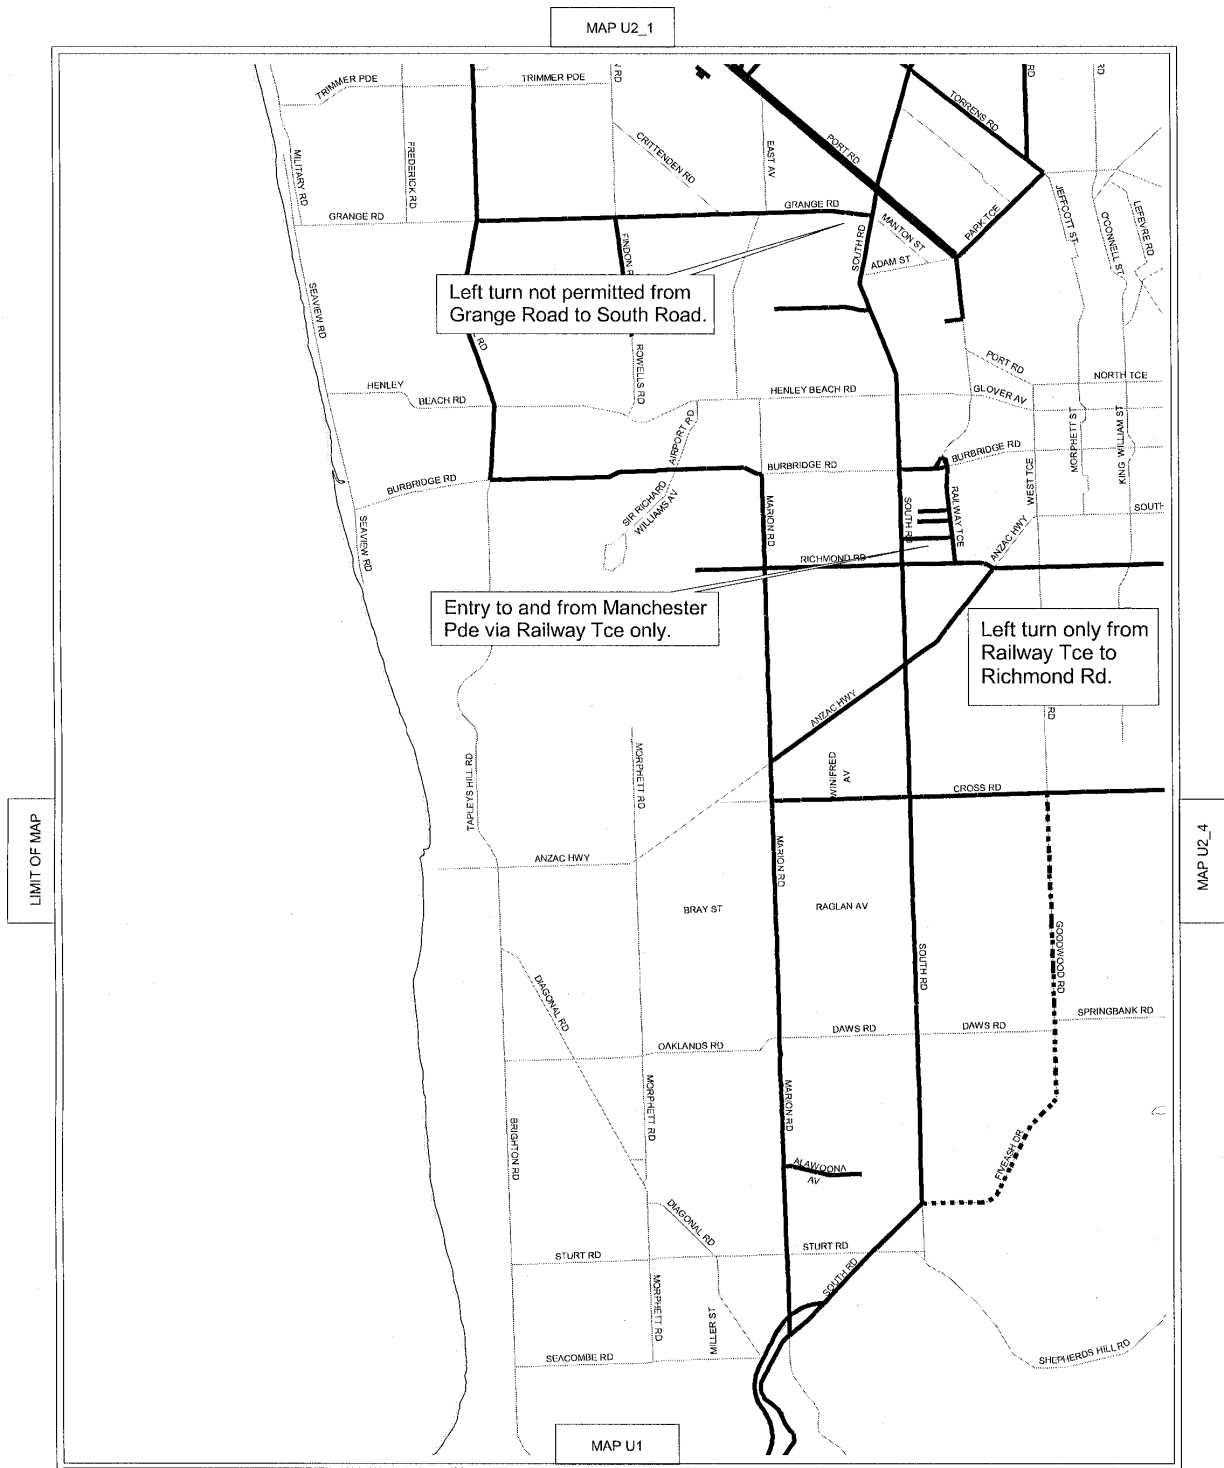 MAP U2_1
TRIMMER PDE
TRIMMER PDE
RD
RD
RD
TORRENS RD
MILITARY RD
FREDERICK RD
CRITTENDEN RD
EAST AV
PORT RD
GRANGE RD
GRANGE RD
SOUTH RD
MANTON ST
PARK TCE
ADAM ST
JEFFCOTT ST
O'CONNELL ST
LEFEVRE RD
FINDON R
Left turn not permitted from
Grange Road to South Road.
SEAVIEW RD
RD
ROWELLS RD
PORT RD
NORTH TCE
HENLEY
BEACH RD
HENLEY BEACH RD
GLOVER AV
AIRPORT RD
MORPHETT ST
KING WILLIAM ST
BURBRIDGE RD
BURBRIDGE RD
BURBRIDGE RD
WEST TCE
SIR RICHARD
WILLIAMS AV
MARION RD
SOUTH RD
RAILWAY TCE
SOUTH
SEAVIEW RD
ANZAC HWY
RICHMOND RD
Entry to and from Manchester
Pde via Railway Tce only.
Left turn only from
Railway Tce to
Richmond Rd.
RD
ANZAC HWY
TAPLEYS HILL RD
MORPHETT RD
WINIFRED
AV
CROSS RD
LIMIT OF MAP
MAP U2_4
ANZAC HWY
MARION RD
BRAY ST
RAGLAN AV
SOUTH RD
GOODWOOD RD
DIAGONAL RD
SPRINGBANK RD
DAWS RD
DAWS RD
OAKLANDS RD
MORPHETT RD
MARION RD
BRIGHTON RD
FIVEASH DR
ALAWOONA
AV
DIAGONAL RD
STURT RD
STURT RD
SOUTH RD
MORPHETT RD
MILLER ST
SEACOMBE RD
SHEPHERDS HILL RD
MAP U1